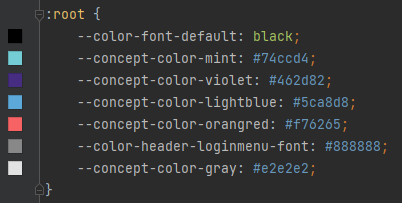 :root {
--color-font-default: black;
--concept-color-mint: #74ccd4;
--concept-color-violet: #462d82;
--concept-color-lightblue: #5ca8d8;
--concept-color-orangred: #f76265;
--color-header-loginmenu-font: #888888;
--concept-color-gray: #e2e2e2;
}